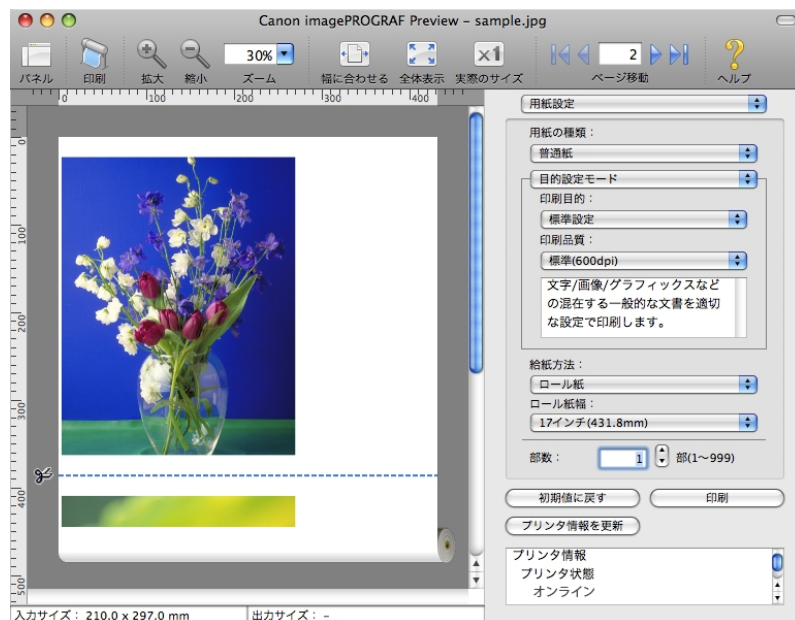 Canon imagePROGRAF Preview – sample.jpg
パネル 印刷 拡大 縮小 30% ズーム 幅に合わせる 全体表示 x1 実際のサイズ 2 ページ移動 ? ヘルプ
0 100 200 300 400
0
100
200
300
400
500
用紙設定
用紙の種類：
普通紙
目的設定モード
印刷目的：
標準設定
印刷品質：
標準(600dpi)
文字/画像/グラフィックスなど
の混在する一般的な文書を適切
な設定で印刷します。
給紙方法：
ロール紙
ロール紙幅：
17インチ(431.8mm)
部数： 1 部(1～999)
初期値に戻す 印刷
プリンタ情報を更新
プリンタ情報
プリンタ状態
オンライン
入力サイズ： 210.0 x 297.0 mm 出力サイズ： –